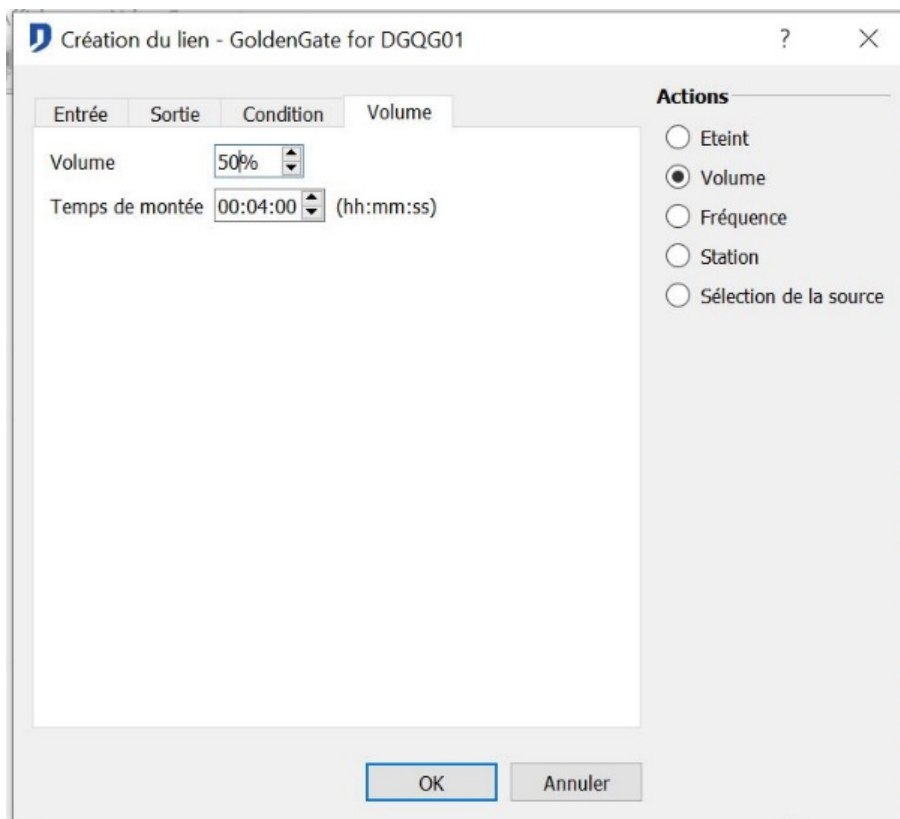 Création du lien - GoldenGate for DGQG01
?
Entrée Sortie Condition Volume
Volume 50%
Temps de montée 00:04:00 (hh:mm:ss)
Actions
Eteint
Volume
Fréquence
Station
Sélection de la source
OK Annuler